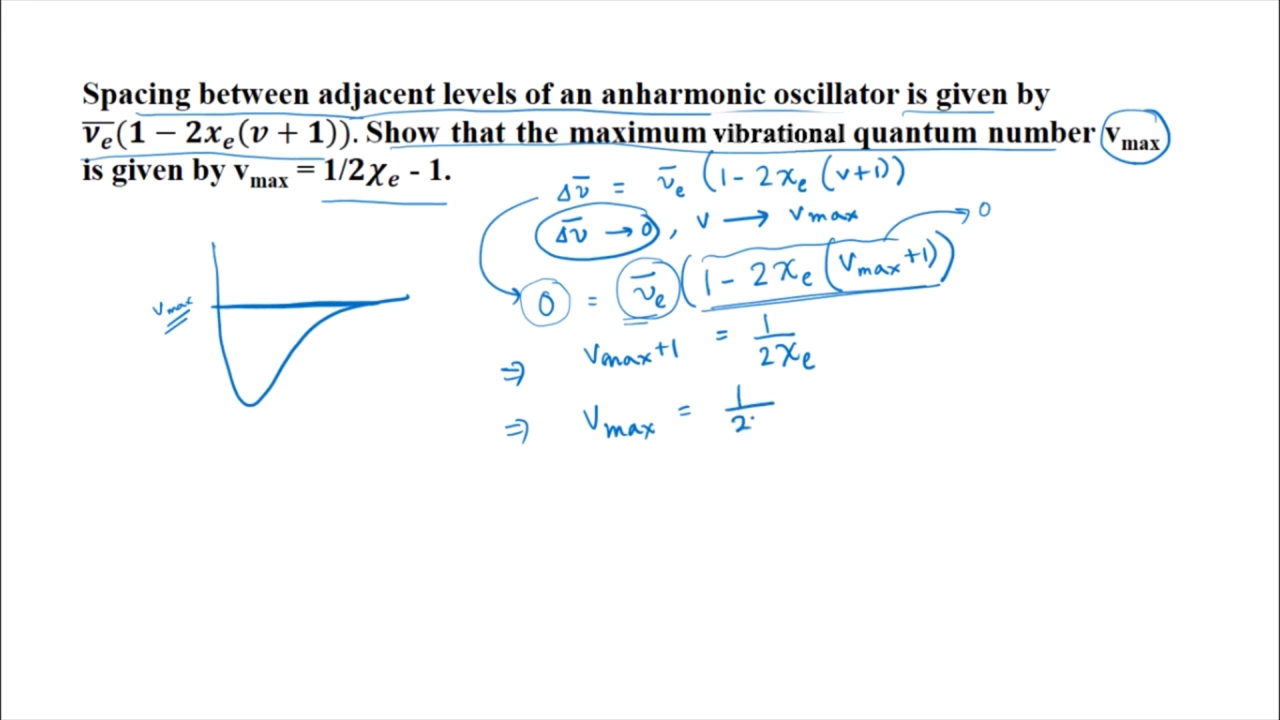 Spacing between adjacent levels of an anharmonic oscillator is given by
ν̅ₑ(1 − 2xₑ(v + 1)). Show that the maximum vibrational quantum number vmax
is given by vmax = 1/2χₑ - 1.
Δν̅ = ν̅ₑ (1 - 2xₑ (v+1))
Δν̅ → 0, v → vmax
0
vmax
0 = ν̅ₑ (1 - 2xₑ (vmax+1))
⇒ vmax+1 = 1/2xₑ
⇒ vmax = 1/2